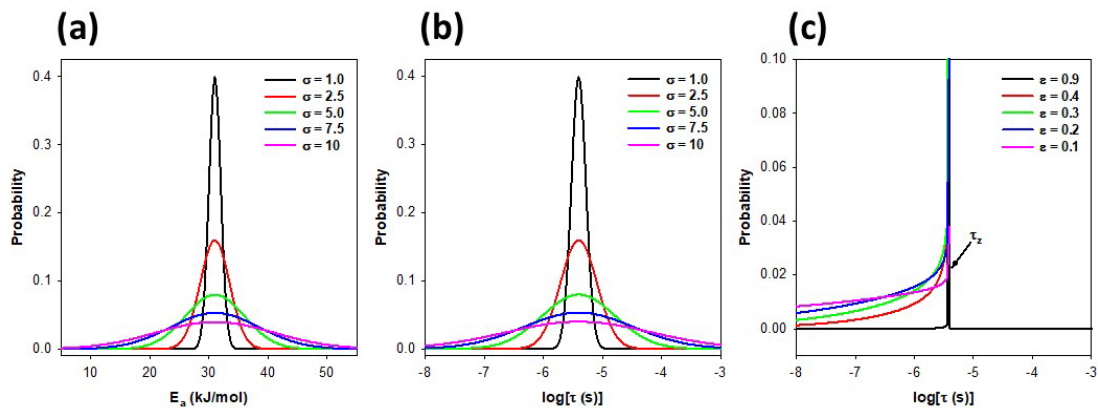 (a)
0.4
0.3
0.2
0.1
0.0
Probability
σ = 1.0
σ = 2.5
σ = 5.0
σ = 7.5
σ = 10
10 20 30 40 50
Eₐ (kJ/mol)
(b)
0.4
0.3
0.2
0.1
0.0
Probability
σ = 1.0
σ = 2.5
σ = 5.0
σ = 7.5
σ = 10
-8 -7 -6 -5 -4 -3
log[τ (s)]
(c)
0.10
0.08
0.06
0.04
0.02
0.00
Probability
ε = 0.9
ε = 0.4
ε = 0.3
ε = 0.2
ε = 0.1
τz
-8 -7 -6 -5 -4 -3
log[τ (s)]